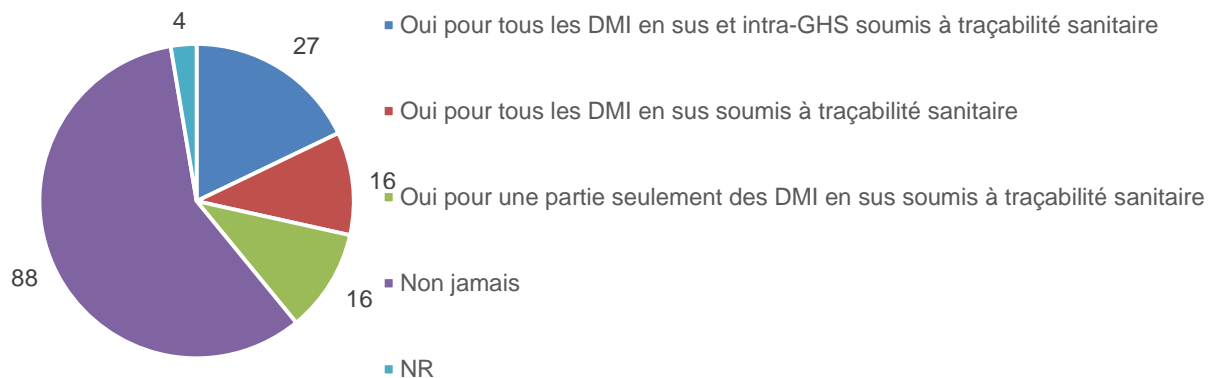 4
27
16
16
88
Oui pour tous les DMI en sus et intra-GHS soumis à traçabilité sanitaire
Oui pour tous les DMI en sus soumis à traçabilité sanitaire
Oui pour une partie seulement des DMI en sus soumis à traçabilité sanitaire
Non jamais
NR